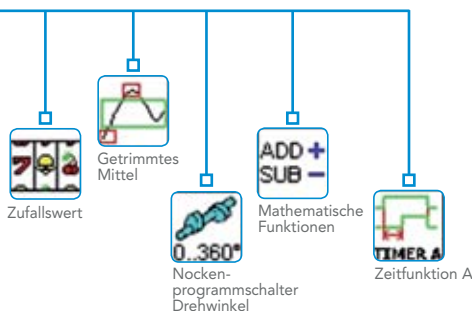 Zufallswert
Getrimmtes
Mittel
0..360°
Nocken-
programmschalter
Drehwinkel
ADD +
SUB −
Mathematische
Funktionen
TIMER A
Zeitfunktion A